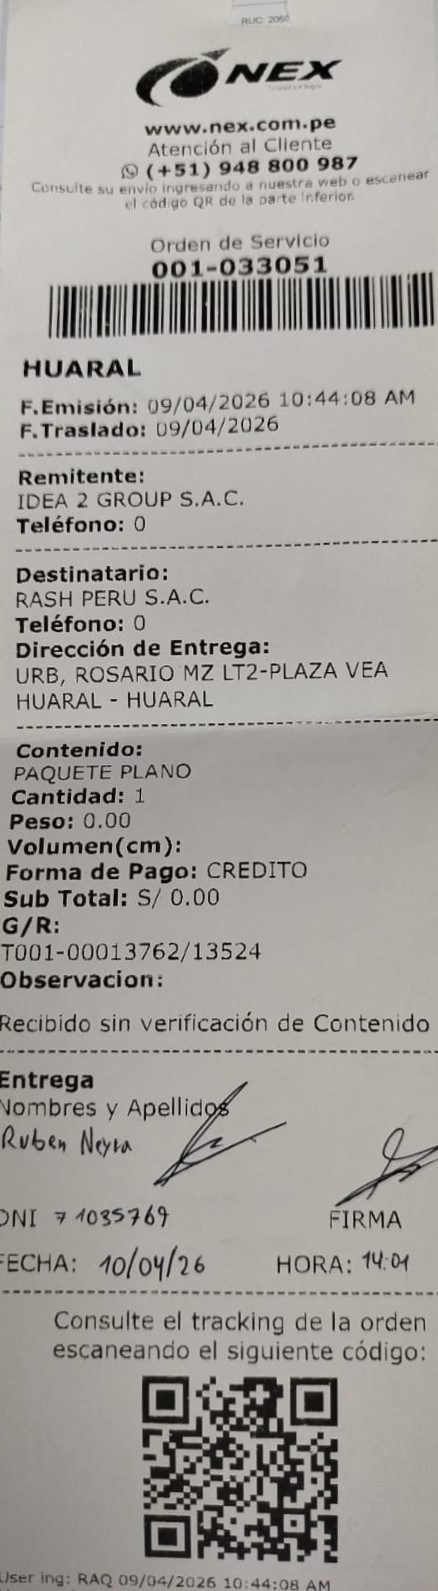 RUC: 2060
NEX
www.nex.com.pe
Atención al Cliente
(+51) 948 800 987
Consulte su envío ingresando a nuestra web o escanear
el código QR de la parte Inferior.
Orden de Servicio
001-033051
HUARAL
F.Emisión: 09/04/2026 10:44:08 AM
F.Traslado: 09/04/2026
Remitente:
IDEA 2 GROUP S.A.C.
Teléfono: 0
Destinatario:
RASH PERU S.A.C.
Teléfono: 0
Dirección de Entrega:
URB, ROSARIO MZ LT2-PLAZA VEA
HUARAL - HUARAL
Contenido:
PAQUETE PLANO
Cantidad: 1
Peso: 0.00
Volumen(cm):
Forma de Pago: CREDITO
Sub Total: S/ 0.00
G/R:
T001-00013762/13524
Observacion:
Recibido sin verificación de Contenido
Entrega
Nombres y Apellidos
Ruben Neyra
DNI 71035769
FIRMA
FECHA: 10/04/26 HORA: 14:01
Consulte el tracking de la orden
escaneando el siguiente código:
User ing: RAQ 09/04/2026 10:44:08 AM